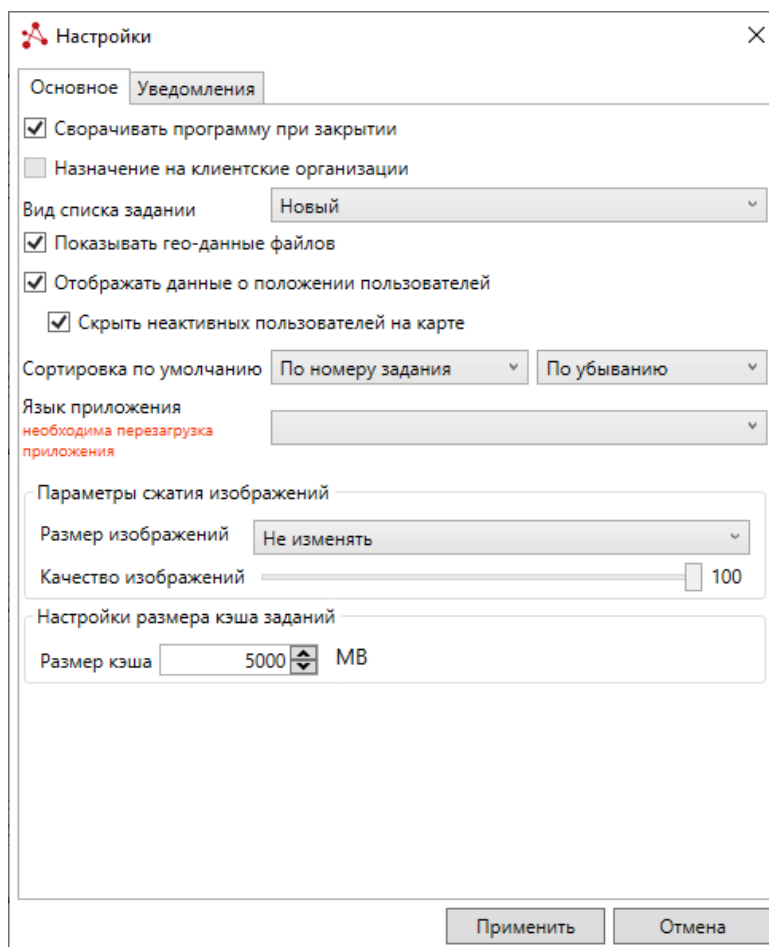 Настройки
Основное Уведомления
Сворачивать программу при закрытии
Назначение на клиентские организации
Вид списка задании Новый
Показывать гео-данные файлов
Отображать данные о положении пользователей
Скрыть неактивных пользователей на карте
Сортировка по умолчанию По номеру задания По убыванию
Язык приложения
необходима перезагрузка
приложения
Параметры сжатия изображений
Размер изображений Не изменять
Качество изображений 100
Настройки размера кэша заданий
Размер кэша 5000 MB
Применить Отмена